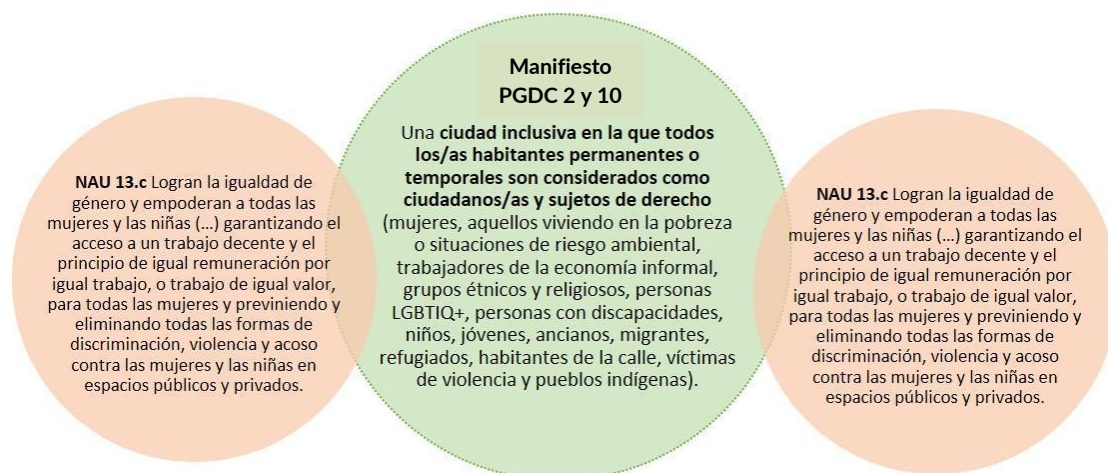 NAU 13.c Logran la igualdad de
género y empoderan a todas las
mujeres y las niñas (...) garantizando el
acceso a un trabajo decente y el
principio de igual remuneración por
igual trabajo, o trabajo de igual valor,
para todas las mujeres y previniendo y
eliminando todas las formas de
discriminación, violencia y acoso
contra las mujeres y las niñas en
espacios públicos y privados.
Manifiesto
PGDC 2 y 10
Una ciudad inclusiva en la que todos
los/as habitantes permanentes o
temporales son considerados como
ciudadanos/as y sujetos de derecho
(mujeres, aquellos viviendo en la pobreza
o situaciones de riesgo ambiental,
trabajadores de la economía informal,
grupos étnicos y religiosos, personas
LGBTIQ+, personas con discapacidades,
niños, jóvenes, ancianos, migrantes,
refugiados, habitantes de la calle, víctimas
de violencia y pueblos indígenas).
NAU 13.c Logran la igualdad de
género y empoderan a todas las
mujeres y las niñas (...) garantizando el
acceso a un trabajo decente y el
principio de igual remuneración por
igual trabajo, o trabajo de igual valor,
para todas las mujeres y previniendo y
eliminando todas las formas de
discriminación, violencia y acoso
contra las mujeres y las niñas en
espacios públicos y privados.